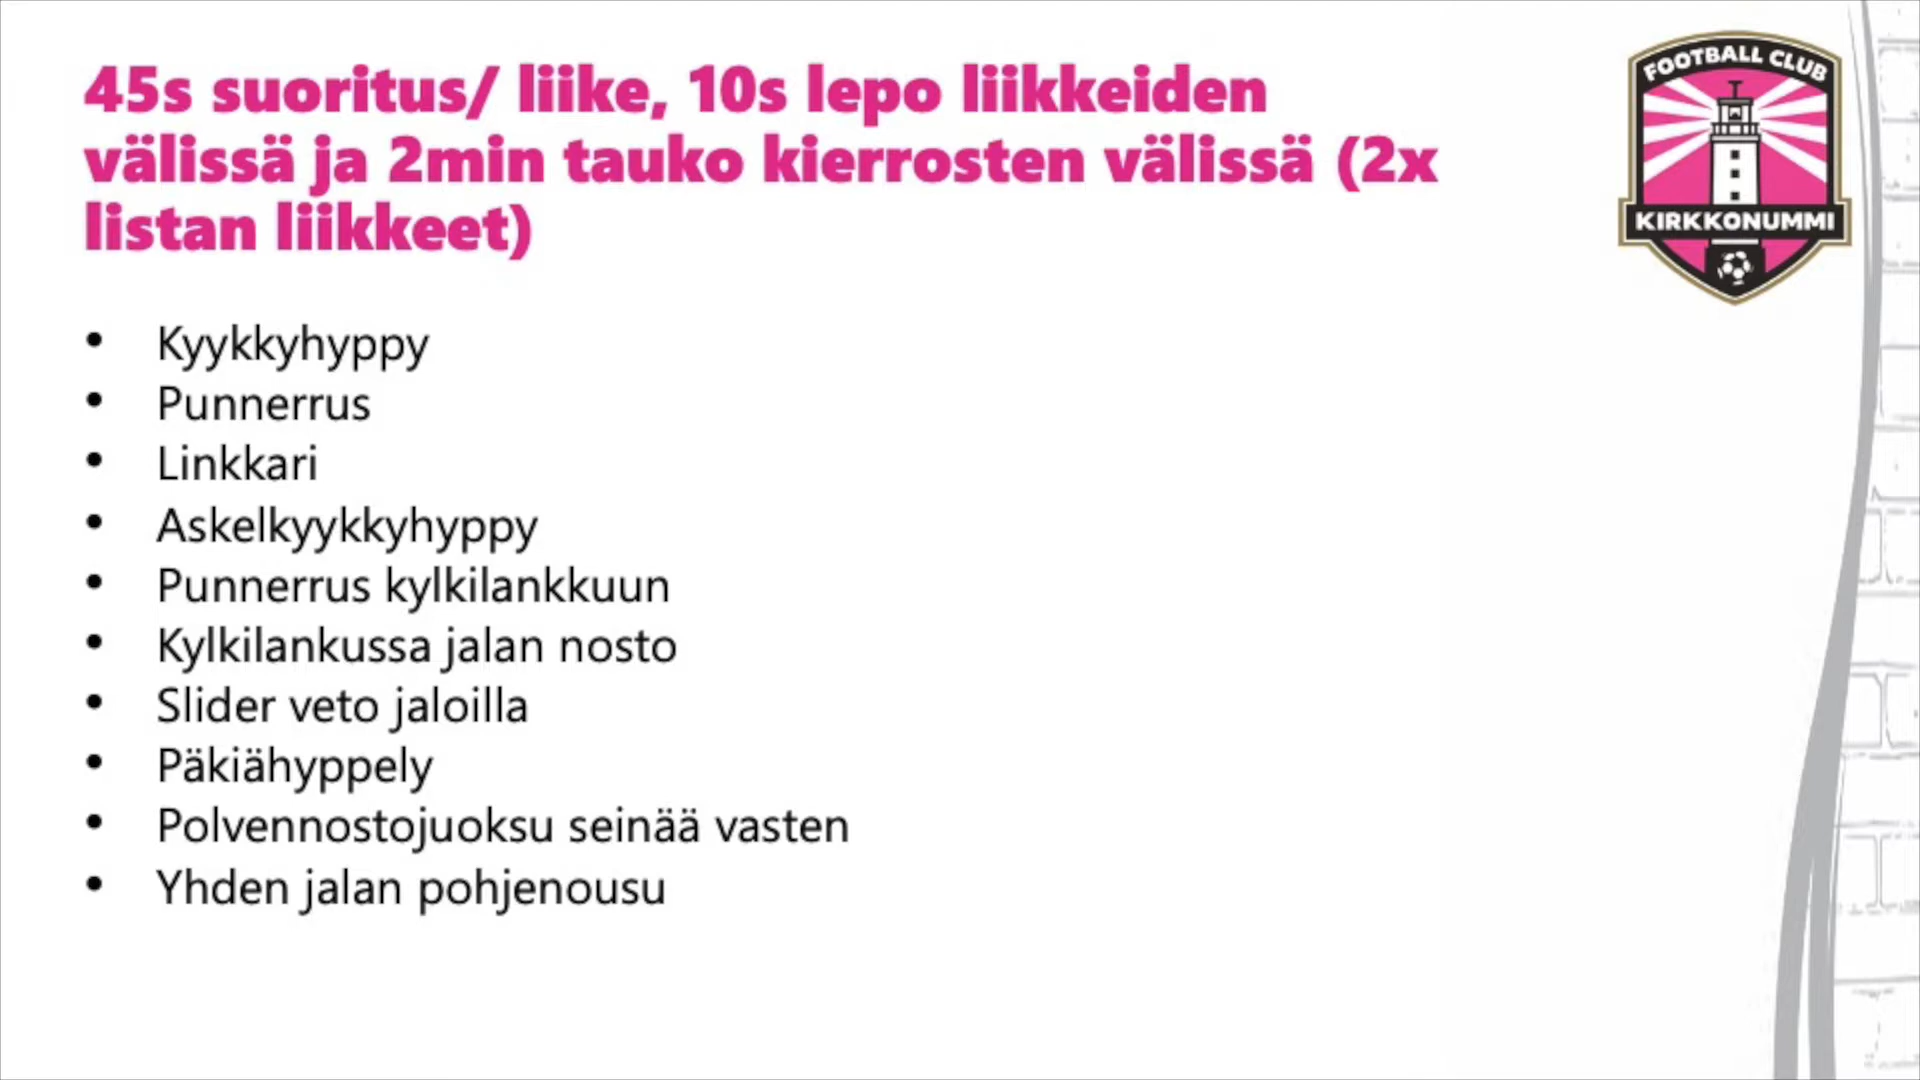 45s suoritus/ liike, 10s lepo liikkeiden
välissä ja 2min tauko kierrosten välissä (2x
listan liikkeet)
FOOTBALL CLUB
KIRKKONUMMI
• Kyykkyhyppy
• Punnerrus
• Linkkari
• Askelkyykkyhyppy
• Punnerrus kylkilankkuun
• Kylkilankussa jalan nosto
• Slider veto jaloilla
• Päkiähyppely
• Polvennostojuoksu seinää vasten
• Yhden jalan pohjenousu